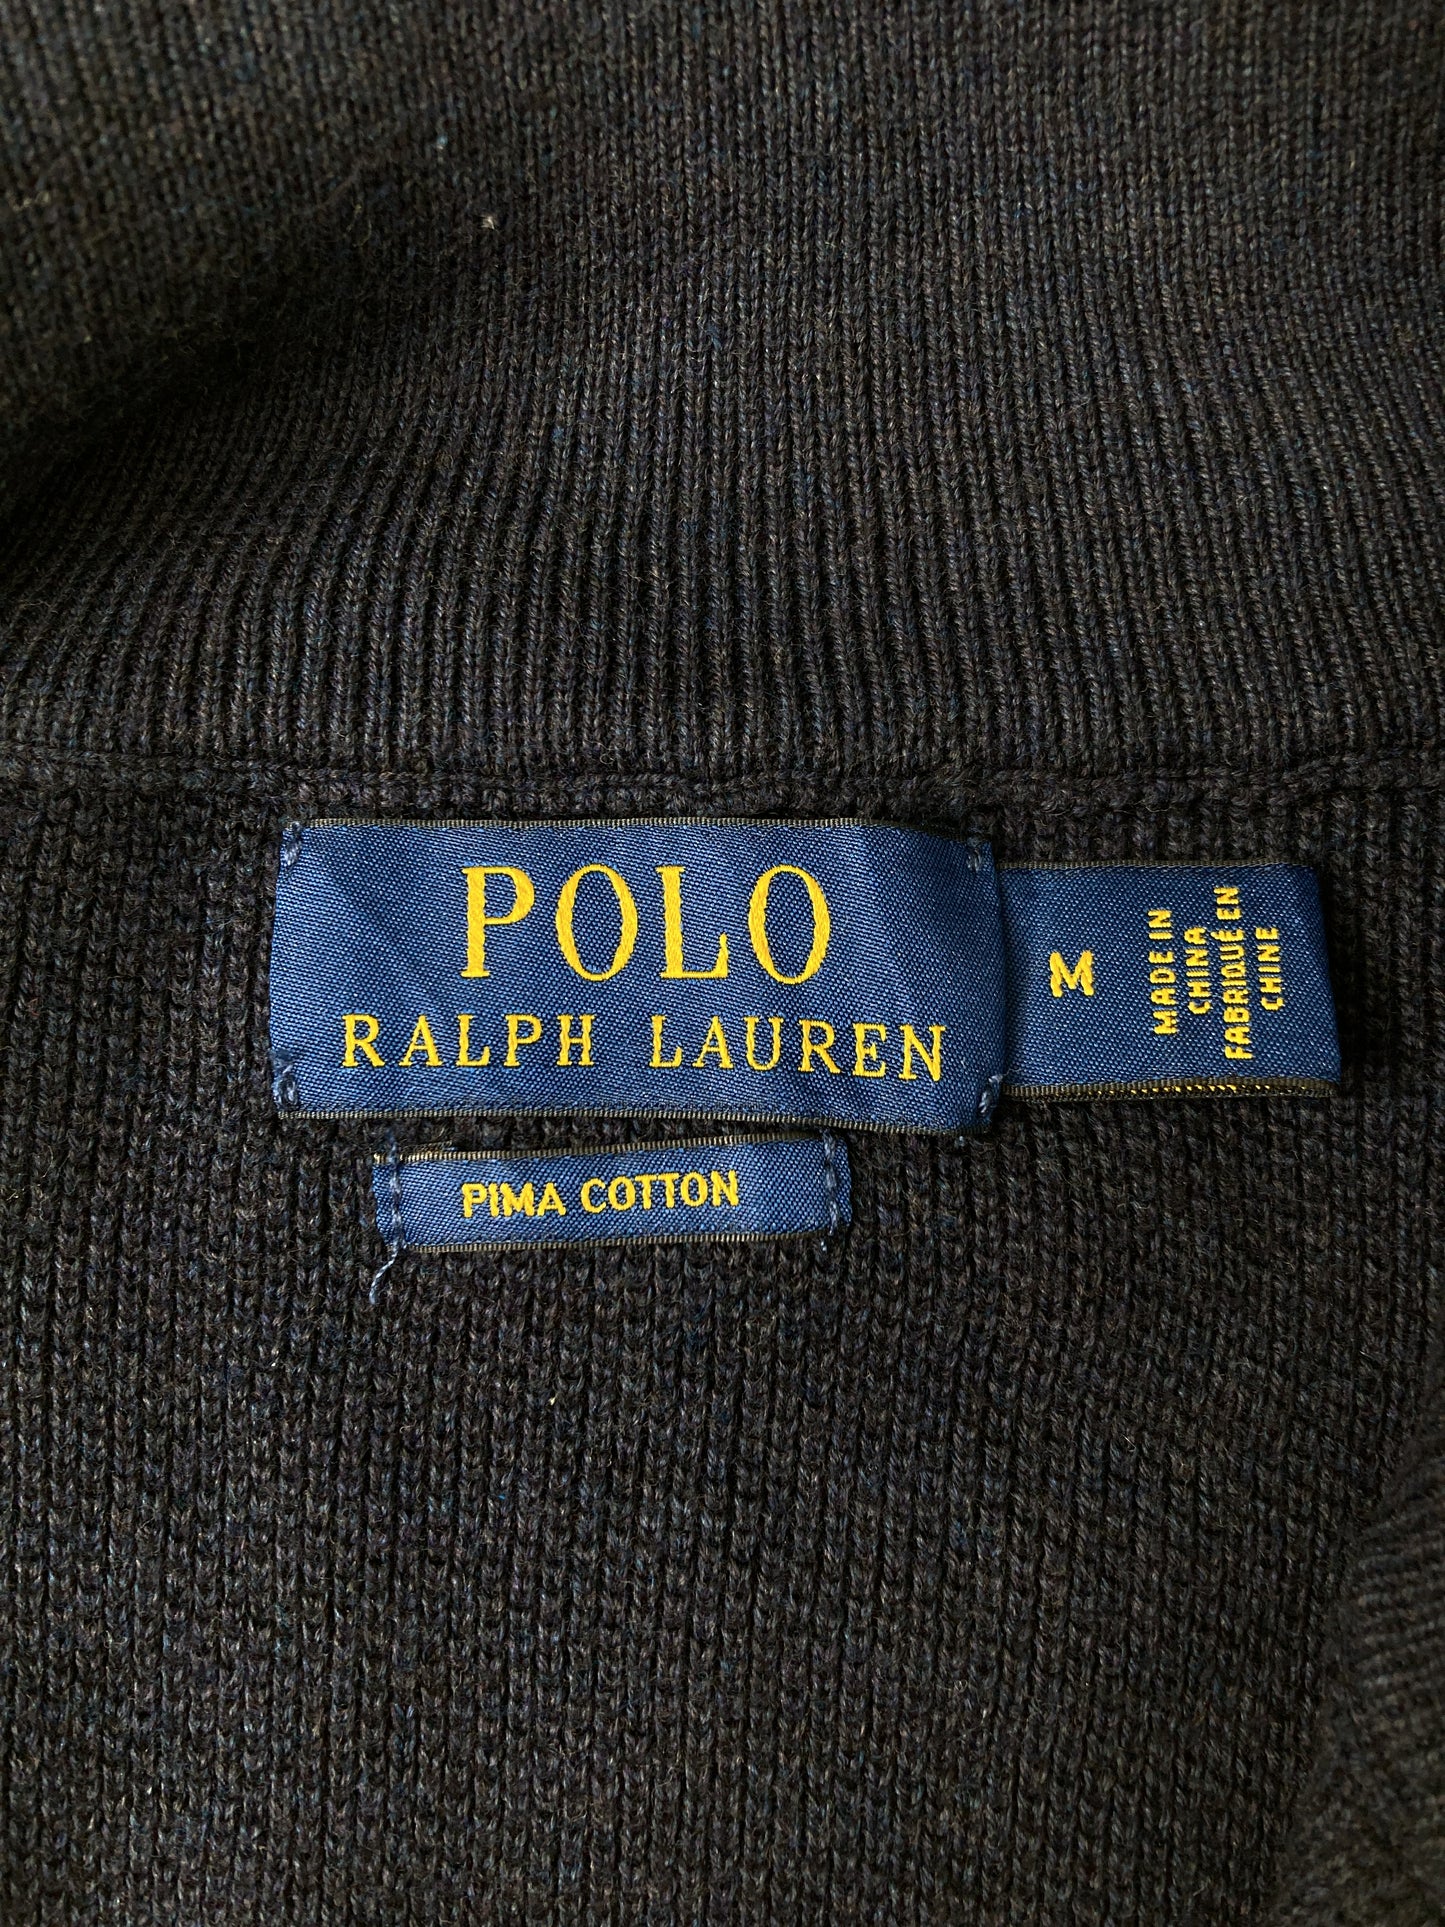 POLO
RALPH LAUREN
M
MADE IN
CHINA
FABRIQUÉ EN
CHINE
PIMA COTTON